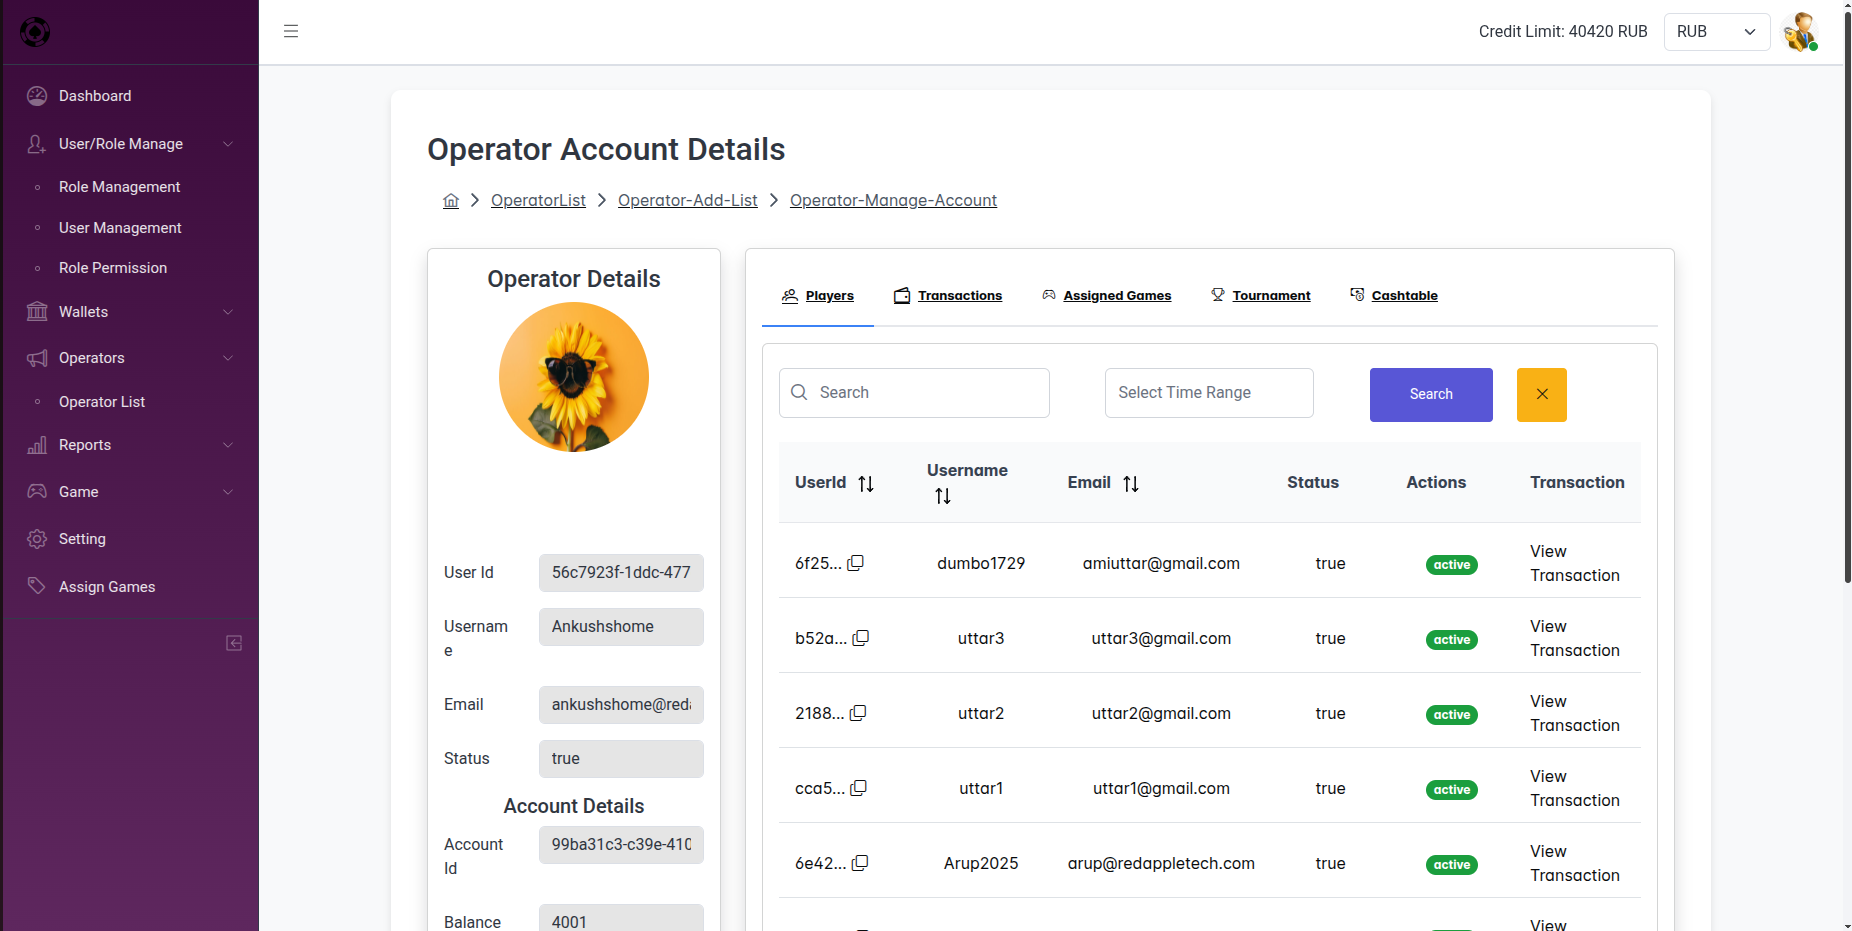 Credit Limit: 40420 RUB
RUB
Dashboard
User/Role Manage
Role Management
User Management
Role Permission
Wallets
Operators
Operator List
Reports
Game
Setting
Assign Games
Operator Account Details
OperatorList
Operator-Add-List
Operator-Manage-Account
Operator Details
User Id
56c7923f-1ddc-477
Usernam
e
Ankushshome
Email
ankushshome@red
Status
true
Account Details
Account
Id
99ba31c3-c39e-410
Balance
4001
Players
Transactions
Assigned Games
Tournament
Cashtable
Search
Select Time Range
Search
UserId
Username
Email
Status
Actions
Transaction
6f25...
dumbo1729
amiuttar@gmail.com
true
active
View
Transaction
b52a...
uttar3
uttar3@gmail.com
true
active
View
Transaction
2188...
uttar2
uttar2@gmail.com
true
active
View
Transaction
cca5...
uttar1
uttar1@gmail.com
true
active
View
Transaction
6e42...
Arup2025
arup@redappletech.com
true
active
View
Transaction
View